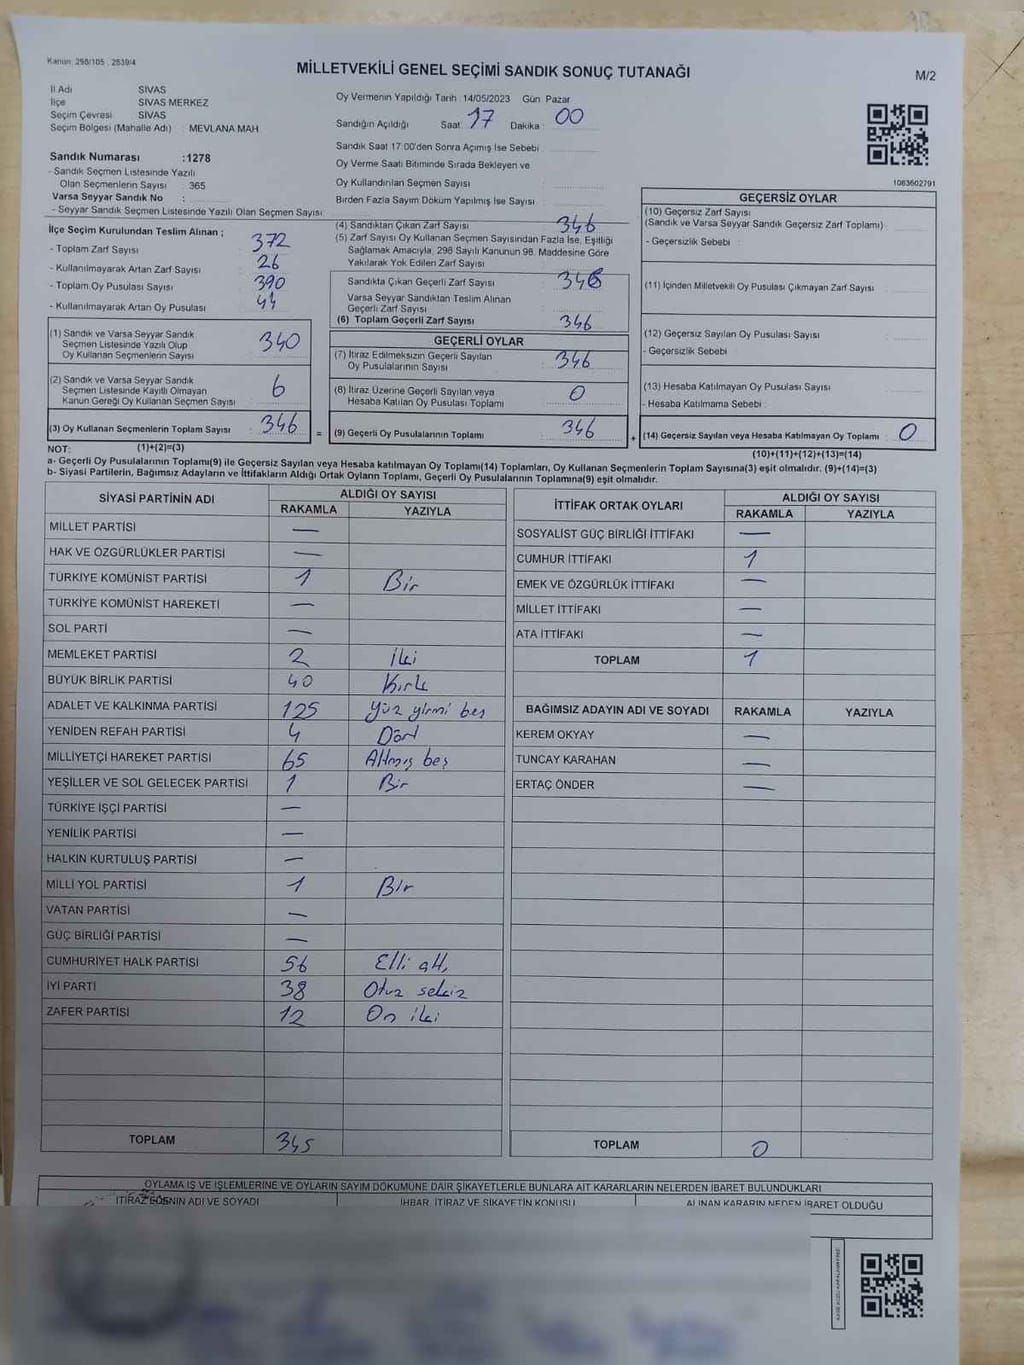 Kanun: 298/105 , 2839/4
MİLLETVEKİLİ GENEL SEÇİMİ SANDIK SONUÇ TUTANAĞI
M/2
İl Adı SİVAS
İlçe SİVAS MERKEZ
Seçim Çevresi SİVAS
Seçim Bölgesi (Mahalle Adı) : MEVLANA MAH
Oy Vermenin Yapıldığı Tarih 14/05/2023 Gün: Pazar
Sandığın Açıldığı Saat: 17 Dakika : 00
Sandık Saat 17:00'den Sonra Açımış İse Sebebi :
Oy Verme Saati Bitiminde Sırada Bekleyen ve
Oy Kullandırılan Seçmen Sayısı :
Birden Fazla Sayım Döküm Yapılmış İse Sayısı
Sandık Numarası :1278
- Sandık Seçmen Listesinde Yazılı
Olan Seçmenlerin Sayısı : 365
Varsa Seyyar Sandık No :
- Seyyar Sandık Seçmen Listesinde Yazılı Olan Seçmen Sayısı
1083602791
İlçe Seçim Kurulundan Teslim Alınan ;
- Toplam Zarf Sayısı 372
- Kullanılmayarak Artan Zarf Sayısı 26
- Toplam Oy Pusulası Sayısı 390
- Kullanılmayarak Artan Oy Pusulası 44
(1) Sandık ve Varsa Seyyar Sandık
Seçmen Listesinde Yazılı Olup
Oy Kullanan Seçmenlerin Sayısı 340
(2) Sandık ve Varsa Seyyar Sandık
Seçmen Listesinde Kayıtlı Olmayan
Kanun Gereği Oy Kullanan Seçmen Sayısı : 6
(3) Oy Kullanan Seçmenlerin Toplam Sayısı : 346
(4) Sandıktan Çıkan Zarf Sayısı 346
(5) Zarf Sayısı Oy Kullanan Seçmen Sayısından Fazla İse, Eşitliği
Sağlamak Amacıyla, 298 Sayılı Kanunun 98. Maddesine Göre
Yakılarak Yok Edilen Zarf Sayısı
Sandıkta Çıkan Geçerli Zarf Sayısı : 346
Varsa Seyyar Sandıktan Teslim Alınan
Geçerli Zarf Sayısı :
(6) Toplam Geçerli Zarf Sayısı 346
GEÇERLİ OYLAR
(7) İtiraz Edilmeksizin Geçerli Sayılan
Oy Pusulalarının Sayısı : 346
(8) İtiraz Üzerine Geçerli Sayılan veya
Hesaba Katılan Oy Pusulası Toplamı : 0
= (9) Geçerli Oy Pusulalarının Toplamı : 346
GEÇERSİZ OYLAR
(10) Geçersiz Zarf Sayısı
(Sandık ve Varsa Seyyar Sandık Geçersiz Zarf Toplamı) :
- Geçersizlik Sebebi :
(11) İçinden Milletvekili Oy Pusulası Çıkmayan Zarf Sayısı :
(12) Geçersiz Sayılan Oy Pusulası Sayısı :
- Geçersizlik Sebebi :
(13) Hesaba Katılmayan Oy Pusulası Sayısı :
- Hesaba Katılmama Sebebi :
+ (14) Geçersiz Sayılan veya Hesaba Katılmayan Oy Toplamı : 0
NOT: (1)+(2)=(3) (10)+(11)+(12)+(13)=(14)
a- Geçerli Oy Pusulalarının Toplamı(9) ile Geçersiz Sayılan veya Hesaba katılmayan Oy Toplamı(14) Toplamları, Oy Kullanan Seçmenlerin Toplam Sayısına(3) eşit olmalıdır. (9)+(14)=(3)
b- Siyasi Partilerin, Bağımsız Adayların ve İttifakların Aldığı Ortak Oyların Toplamı, Geçerli Oy Pusulalarının Toplamına(9) eşit olmalıdır.
SİYASİ PARTİNİN ADI ALDIĞI OY SAYISI
RAKAMLA YAZIYLA
MİLLET PARTİSİ —
HAK VE ÖZGÜRLÜKLER PARTİSİ —
TÜRKİYE KOMÜNİST PARTİSİ 1 Bir
TÜRKİYE KOMÜNİST HAREKETİ —
SOL PARTİ —
MEMLEKET PARTİSİ 2 İki
BÜYÜK BİRLİK PARTİSİ 40 Kırk
ADALET VE KALKINMA PARTİSİ 125 Yüz yirmi beş
YENİDEN REFAH PARTİSİ 4 Dört
MİLLİYETÇİ HAREKET PARTİSİ 65 Altmış beş
YEŞİLLER VE SOL GELECEK PARTİSİ 1 Bir
TÜRKİYE İŞÇİ PARTİSİ —
YENİLİK PARTİSİ —
HALKIN KURTULUŞ PARTİSİ —
MİLLİ YOL PARTİSİ 1 Bir
VATAN PARTİSİ —
GÜÇ BİRLİĞİ PARTİSİ —
CUMHURİYET HALK PARTİSİ 56 Elli altı
İYİ PARTİ 38 Otuz sekiz
ZAFER PARTİSİ 12 On iki
TOPLAM 345
İTTİFAK ORTAK OYLARI ALDIĞI OY SAYISI
RAKAMLA YAZIYLA
SOSYALİST GÜÇ BİRLİĞİ İTTİFAKI —
CUMHUR İTTİFAKI 1
EMEK VE ÖZGÜRLÜK İTTİFAKI —
MİLLET İTTİFAKI —
ATA İTTİFAKI —
TOPLAM 1
BAĞIMSIZ ADAYIN ADI VE SOYADI RAKAMLA YAZIYLA
KEREM OKYAY —
TUNCAY KARAHAN —
ERTAÇ ÖNDER —
TOPLAM 0
OYLAMA İŞ VE İŞLEMLERİNE VE OYLARIN SAYIM DÖKÜMÜNE DAİR ŞİKAYETLERLE BUNLARA AİT KARARLARIN NELERDEN İBARET BULUNDUKLARI
İTİRAZ EDENİN ADI VE SOYADI İHBAR, İTİRAZ VE ŞİKAYETİN KONUSU ALINAN KARARIN NEDEN İBARET OLDUĞU